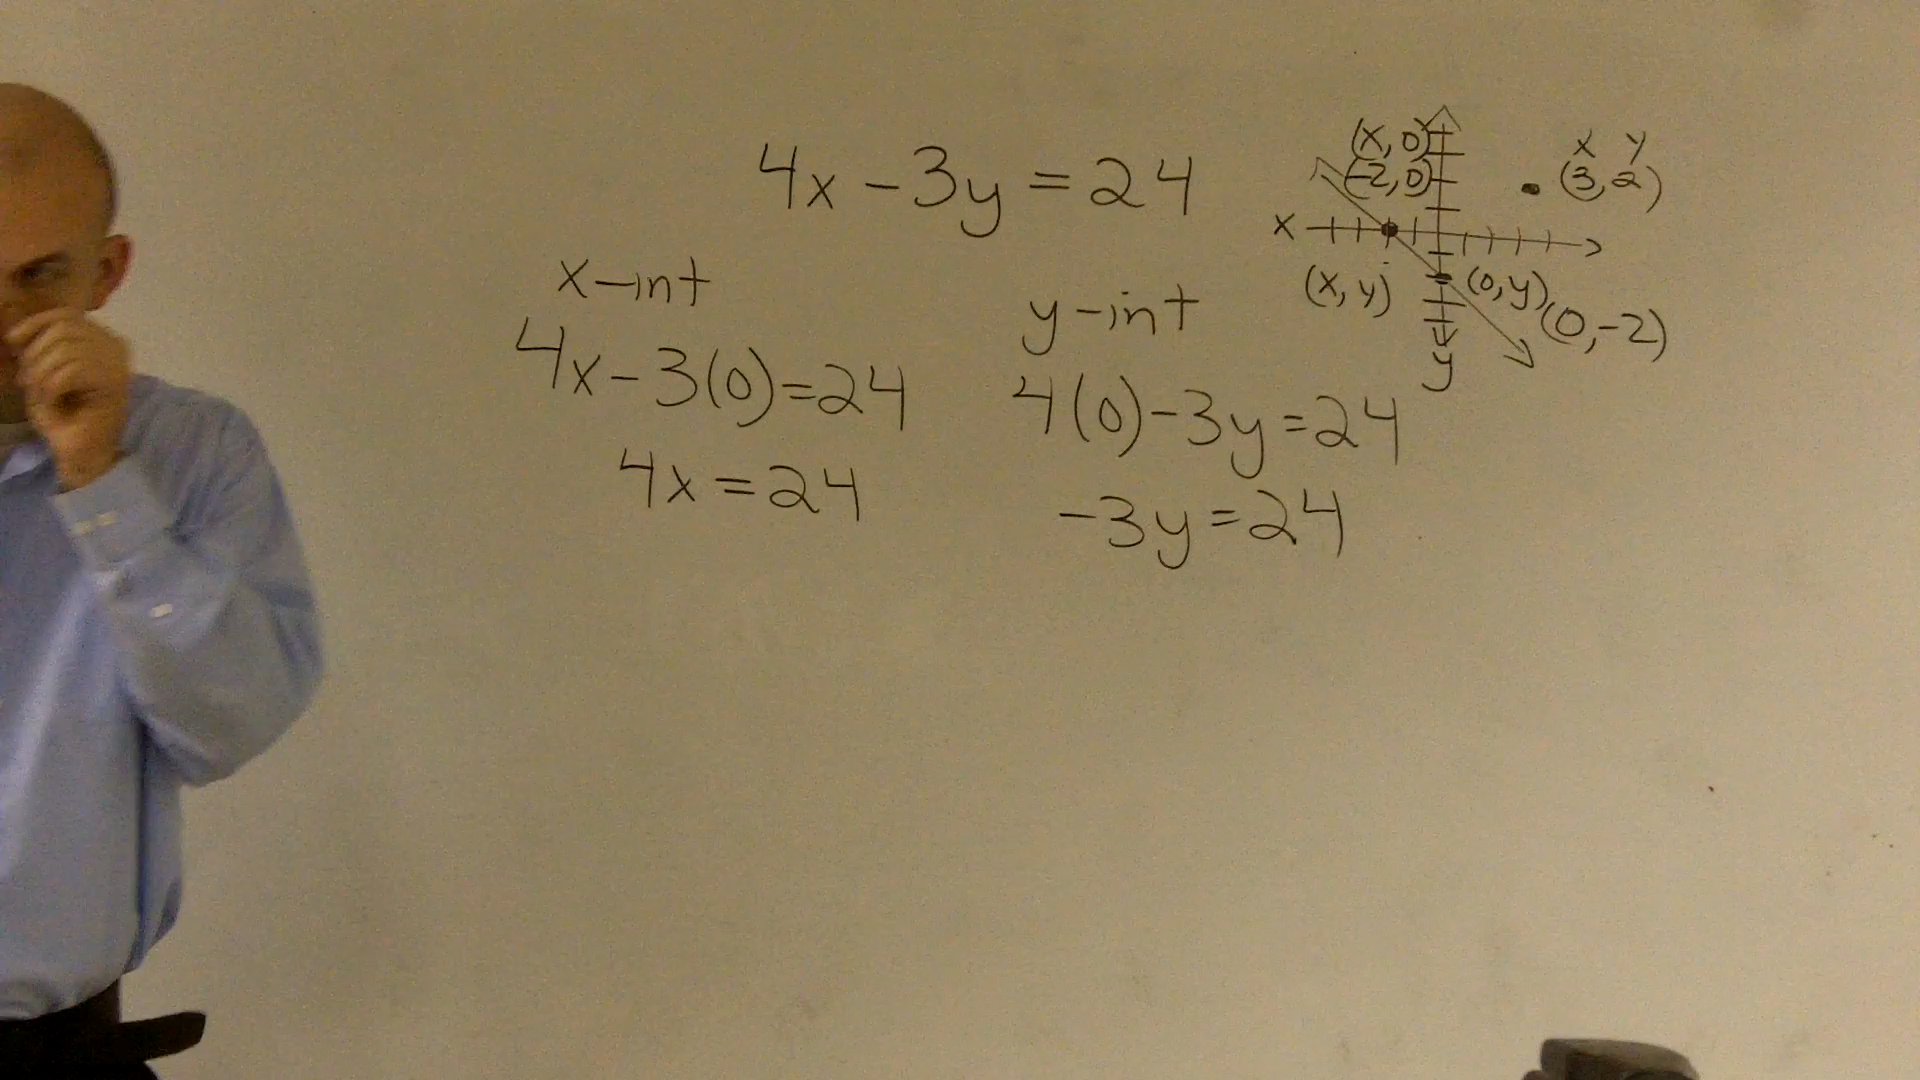 4x - 3y = 24
x-int
4x - 3(0) = 24
4x = 24
y-int
4(0) - 3y = 24
-3y = 24
(x, 0)
(-2, 0)
x y
(3, 2)
x
(x, y)
(0, y)
(0, -2)
y